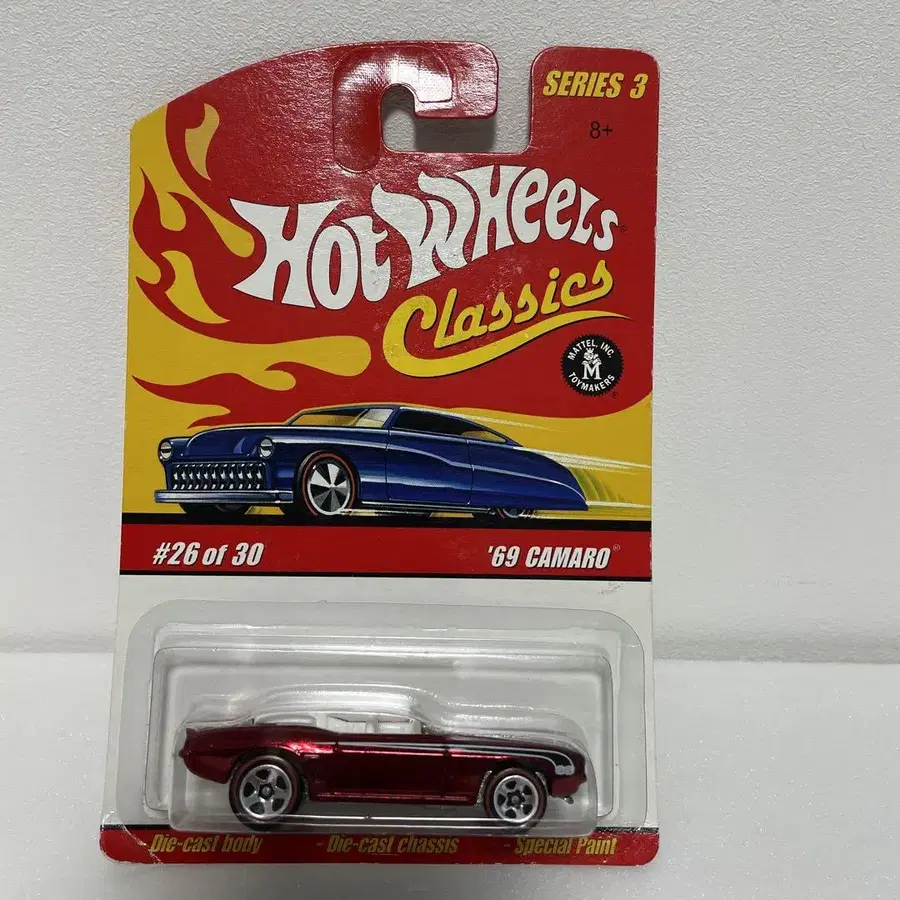 SERIES 3
8+
HOT WHEELS®
Classics
MATTEL, INC.
M
TOYMAKERS
®
#26 of 30
'69 CAMARO®
Die-cast body - Die-cast chassis - Special Paint